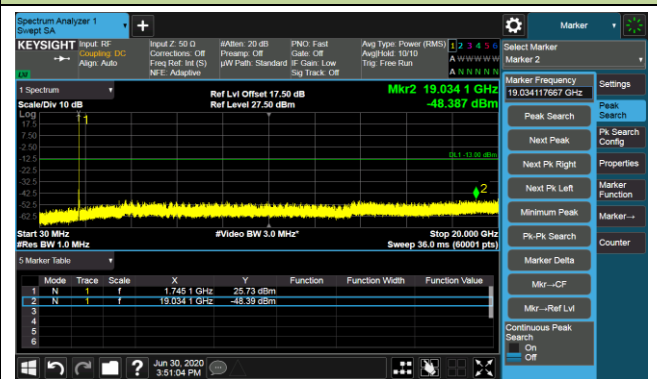 Spectrum Analyzer 1
Swept SA
+
Marker
KEYSIGHT Input: RF
Coupling: DC
Align: Auto
Input Z: 50 Ω
Corrections: Off
Freq Ref: Int (S)
NFE: Adaptive
#Atten: 20 dB
Preamp: Off
µW Path: Standard
PNO: Fast
Gate: Off
IF Gain: Low
Sig Track: Off
Avg Type: Power (RMS)
Avg|Hold: 10/10
Trig: Free Run
1 2 3 4 5 6
A W W W W W
A N N N N N
Select Marker
Marker 2
1 Spectrum
Scale/Div 10 dB
Ref Lvl Offset 17.50 dB
Ref Level 27.50 dBm
Mkr2 19.034 1 GHz
-48.387 dBm
Log
17.5
7.50
-2.50
-12.5
-22.5
-32.5
-42.5
-52.5
-62.5
1
DL1 -13.00 dBm
2
Start 30 MHz
#Res BW 1.0 MHz
#Video BW 3.0 MHz*
Stop 20.000 GHz
Sweep 36.0 ms (60001 pts)
5 Marker Table
Mode Trace Scale X Y Function Function Width Function Value
1 N 1 f 1.745 1 GHz 25.73 dBm
2 N 1 f 19.034 1 GHz -48.39 dBm
3
4
5
6
Marker Frequency
19.034117667 GHz
Peak Search
Next Peak
Next Pk Right
Next Pk Left
Minimum Peak
Pk-Pk Search
Marker Delta
Mkr→CF
Mkr→Ref Lvl
Continuous Peak
Search
On
Off
Settings
Peak
Search
Pk Search
Config
Properties
Marker
Function
Marker→
Counter
?
Jun 30, 2020
3:51:04 PM